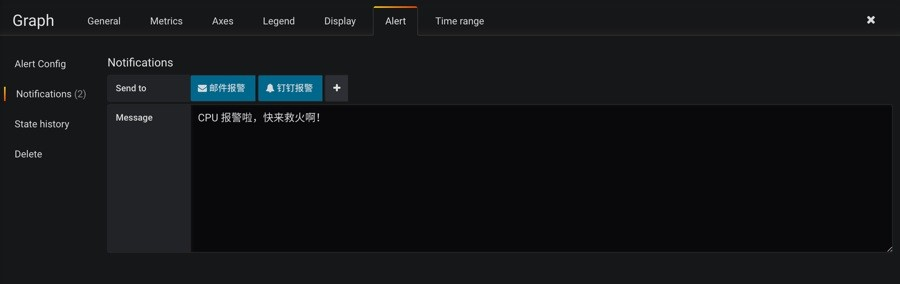 Graph
General
Metrics
Axes
Legend
Display
Alert
Time range
Alert Config
Notifications (2)
State history
Delete
Notifications
Send to
邮件报警
钉钉报警
Message
CPU 报警啦，快来救火啊！